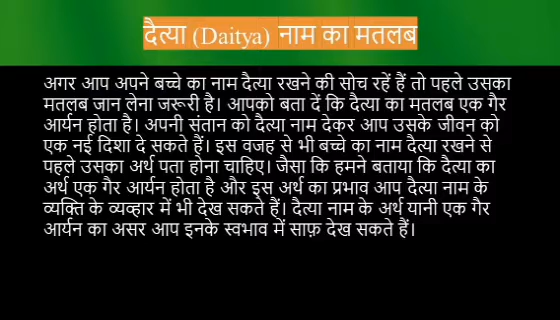 दैत्या (Daitya) नाम का मतलब
अगर आप अपने बच्चे का नाम दैत्या रखने की सोच रहें हैं तो पहले उसका
मतलब जान लेना जरूरी है। आपको बता दें कि दैत्या का मतलब एक गैर
आर्यन होता है। अपनी संतान को दैत्या नाम देकर आप उसके जीवन को
एक नई दिशा दे सकते हैं। इस वजह से भी बच्चे का नाम दैत्या रखने से
पहले उसका अर्थ पता होना चाहिए। जैसा कि हमने बताया कि दैत्या का
अर्थ एक गैर आर्यन होता है और इस अर्थ का प्रभाव आप दैत्या नाम के
व्यक्ति के व्यव्हार में भी देख सकते हैं। दैत्या नाम के अर्थ यानी एक गैर
आर्यन का असर आप इनके स्वभाव में साफ़ देख सकते हैं।